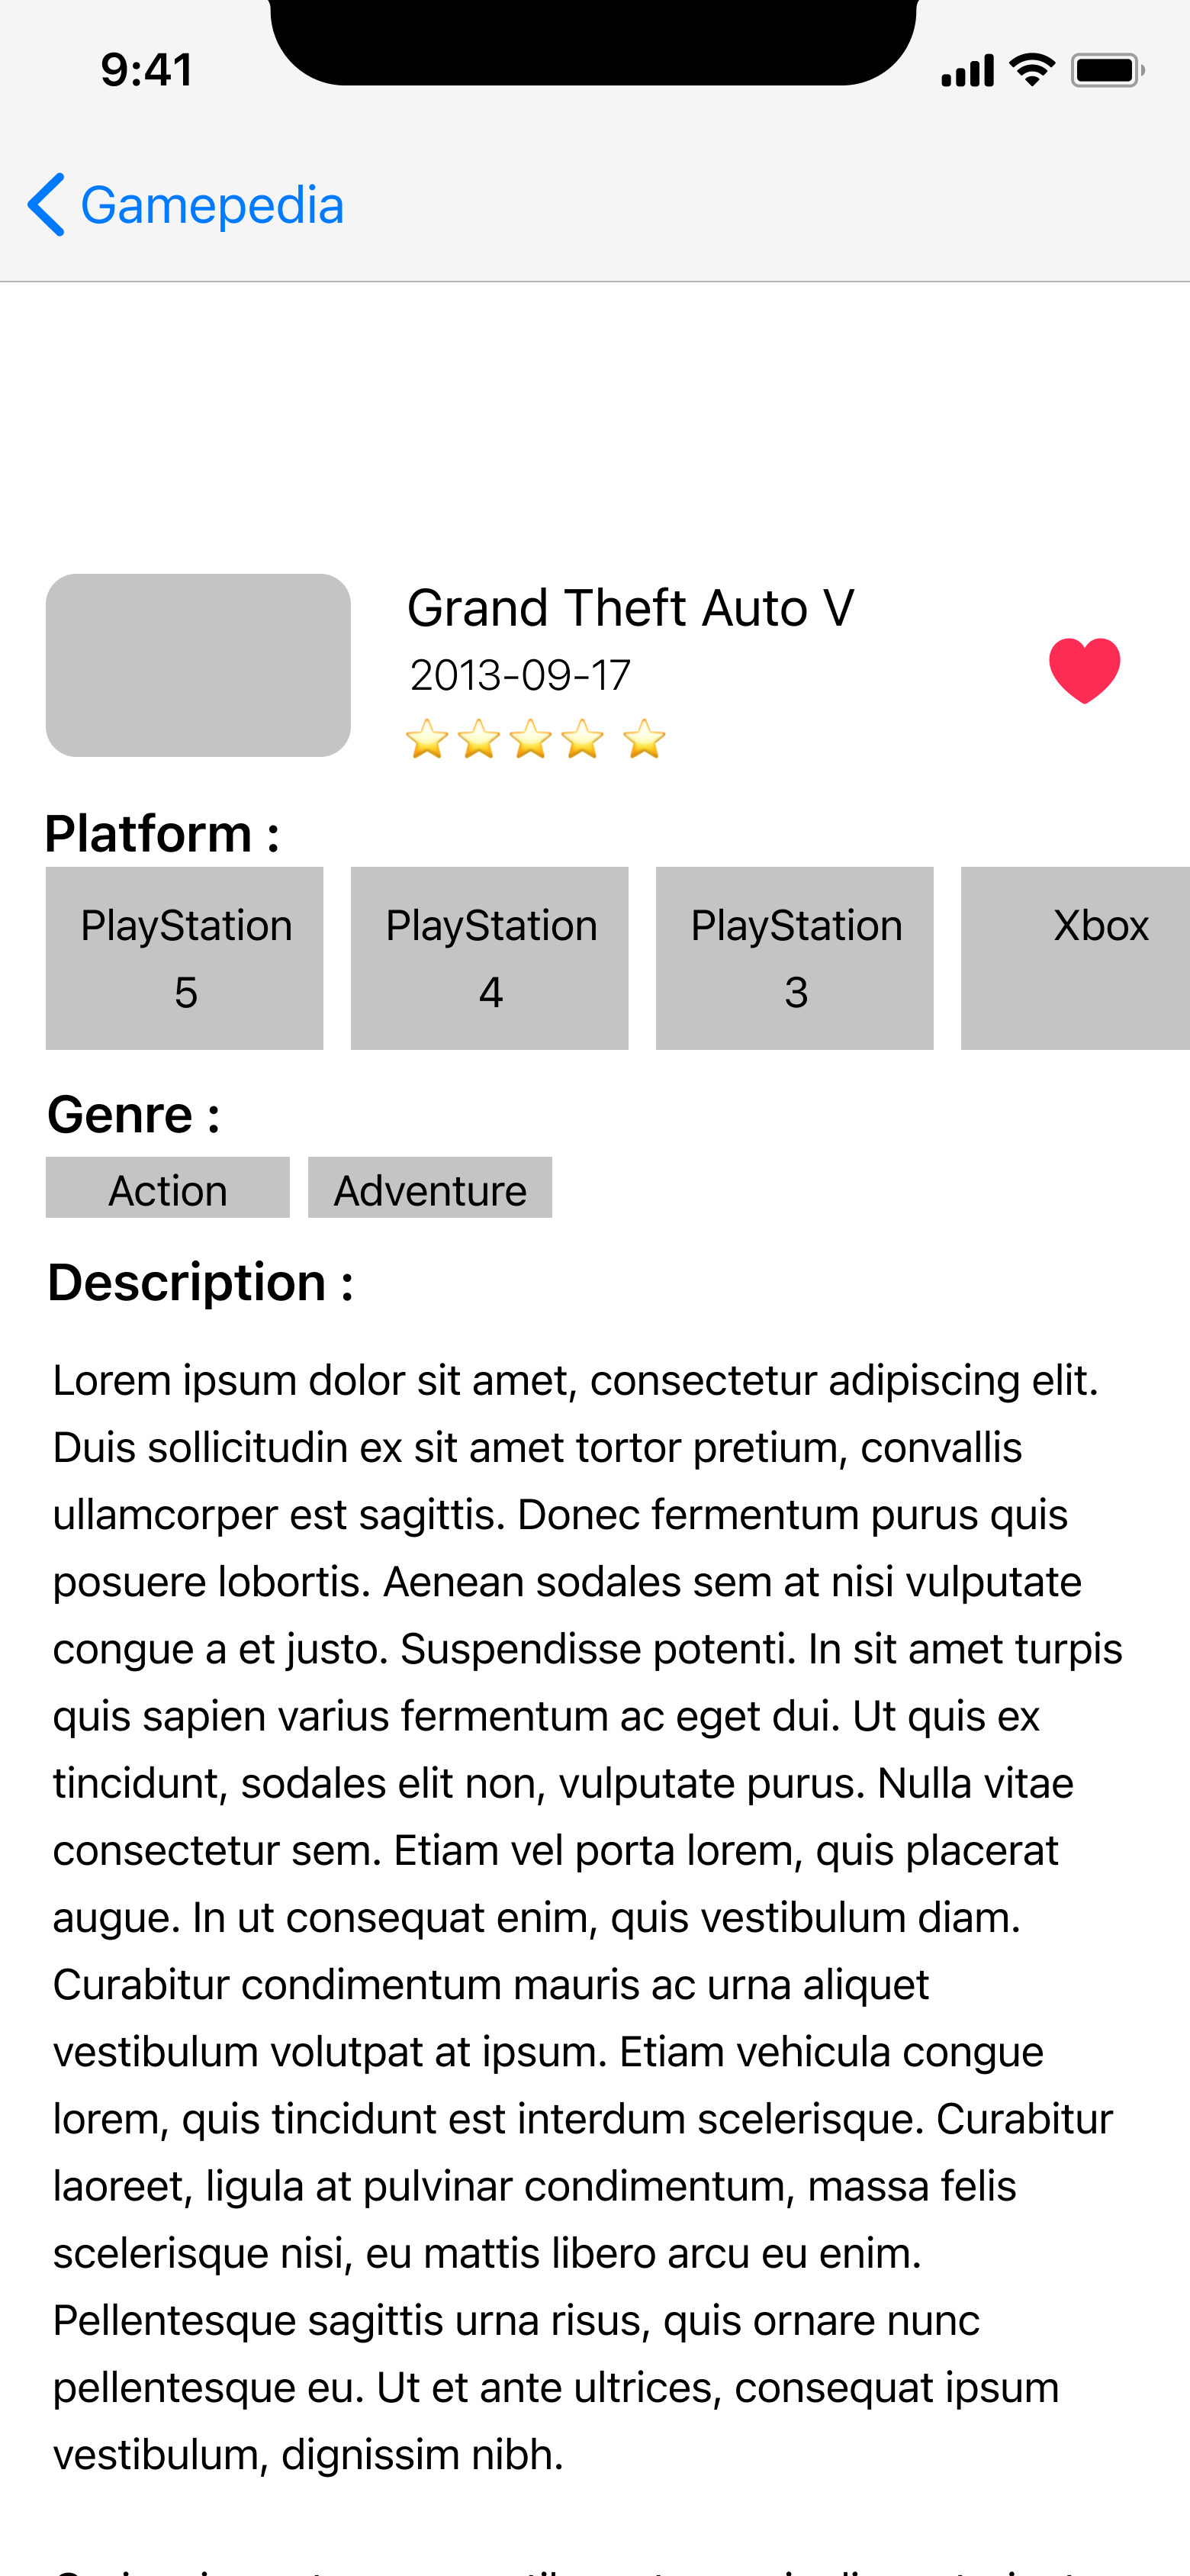 9:41
Gamepedia
Grand Theft Auto V
2013-09-17
Platform :
PlayStation
5
PlayStation
4
PlayStation
3
Xbox
Genre :
Action
Adventure
Description :
Lorem ipsum dolor sit amet, consectetur adipiscing elit.
Duis sollicitudin ex sit amet tortor pretium, convallis
ullamcorper est sagittis. Donec fermentum purus quis
posuere lobortis. Aenean sodales sem at nisi vulputate
congue a et justo. Suspendisse potenti. In sit amet turpis
quis sapien varius fermentum ac eget dui. Ut quis ex
tincidunt, sodales elit non, vulputate purus. Nulla vitae
consectetur sem. Etiam vel porta lorem, quis placerat
augue. In ut consequat enim, quis vestibulum diam.
Curabitur condimentum mauris ac urna aliquet
vestibulum volutpat at ipsum. Etiam vehicula congue
lorem, quis tincidunt est interdum scelerisque. Curabitur
laoreet, ligula at pulvinar condimentum, massa felis
scelerisque nisi, eu mattis libero arcu eu enim.
Pellentesque sagittis urna risus, quis ornare nunc
pellentesque eu. Ut et ante ultrices, consequat ipsum
vestibulum, dignissim nibh.